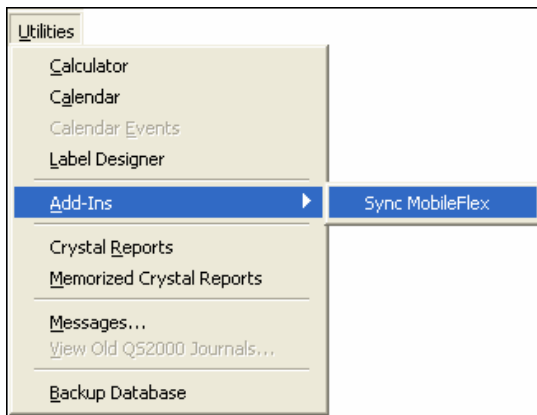 Utilities
Calculator
Calendar
Calendar Events
Label Designer
Add-Ins
Sync MobileFlex
Crystal Reports
Memorized Crystal Reports
Messages...
View Old QS2000 Journals...
Backup Database